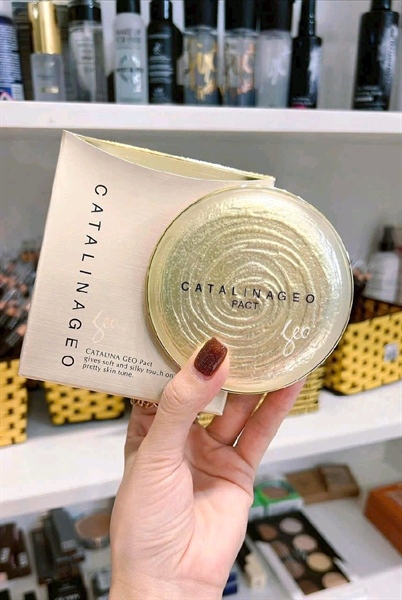 CATALINAGEO
Geo
CATALINA GEO Pact
gives soft and silky touch on
pretty skin tone.
CATALINAGEO
PACT
Geo